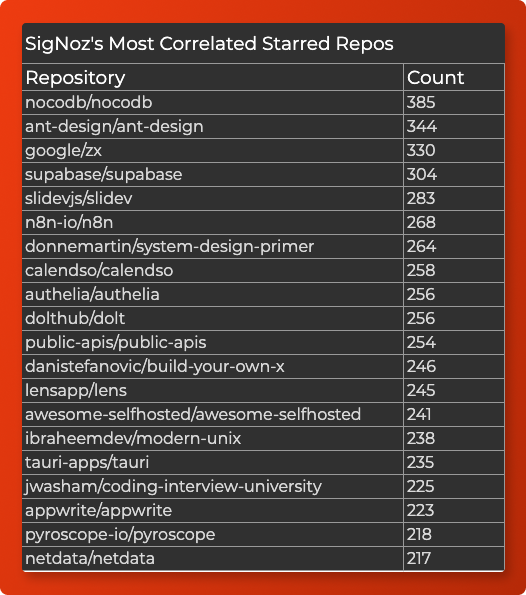 SigNoz's Most Correlated Starred Repos
Repository Count
nocodb/nocodb 385
ant-design/ant-design 344
google/zx 330
supabase/supabase 304
slidevjs/slidev 283
n8n-io/n8n 268
donnemartin/system-design-primer 264
calendso/calendso 258
authelia/authelia 256
dolthub/dolt 256
public-apis/public-apis 254
danistefanovic/build-your-own-x 246
lensapp/lens 245
awesome-selfhosted/awesome-selfhosted 241
ibraheemdev/modern-unix 238
tauri-apps/tauri 235
jwasham/coding-interview-university 225
appwrite/appwrite 223
pyroscope-io/pyroscope 218
netdata/netdata 217